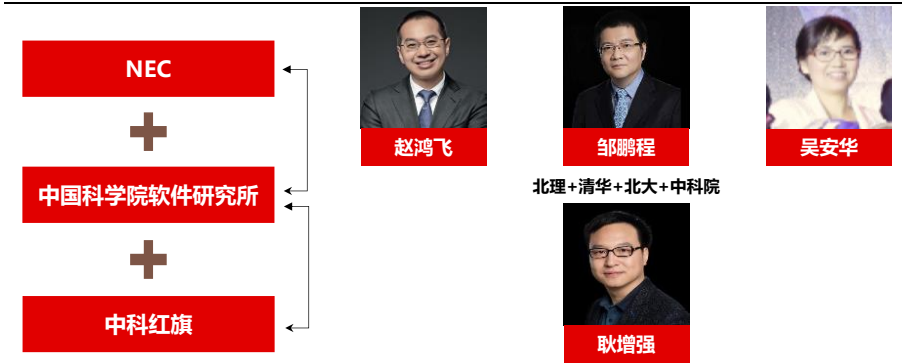 NEC
中国科学院软件研究所
中科红旗
赵鸿飞
邹鹏程
吴安华
北理+清华+北大+中科院
耿增强